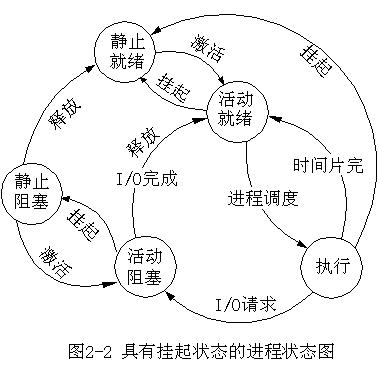 静止
就绪
激活
挂起
挂起
活动
就绪
释放
释放
I/O完成
时间片完
静止
阻塞
挂起
进程调度
激活
活动
阻塞
执行
I/O请求
图2-2 具有挂起状态的进程状态图